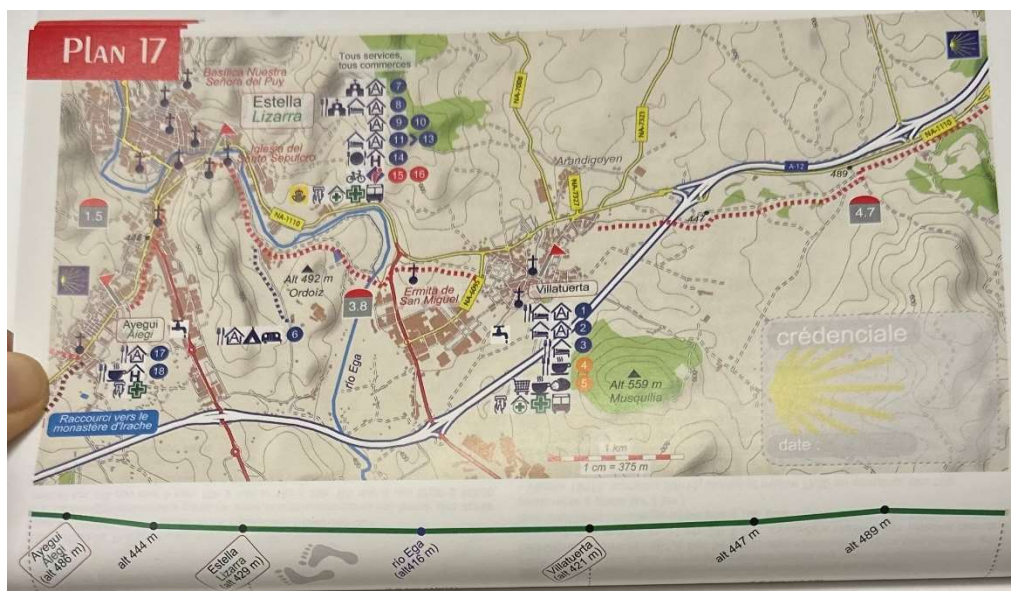 PLAN 17
Tous services,
tous commerces
Basilica Nuestra
Señora del Puy
Estella
Lizarra
7
8
9 10
11 > 13
14
15 16
Iglesia del
Santo Sepulcro
NA-1110
1.5
444
Alt 492 m
Ordoiz
3.8
6
Ayegui
Aiegi
17
18
Raccourci vers le
monastère d'Irache
río Ega
Ermita de
San Miguel
Arandigoyen
NA-7321
NA-7327
NA-1110
A-12
489
447
4.7
Villatuerta
1
2
3
4
5
Alt 559 m
Musquilla
1 km
1 cm = 375 m
crédenciale
date
Ayegui
Aiegi
(alt 486 m)
alt 444 m
Estella
Lizarra
(alt 429 m)
río Ega
(alt416 m)
Villatuerta
(alt 421 m)
alt 447 m
alt 489 m